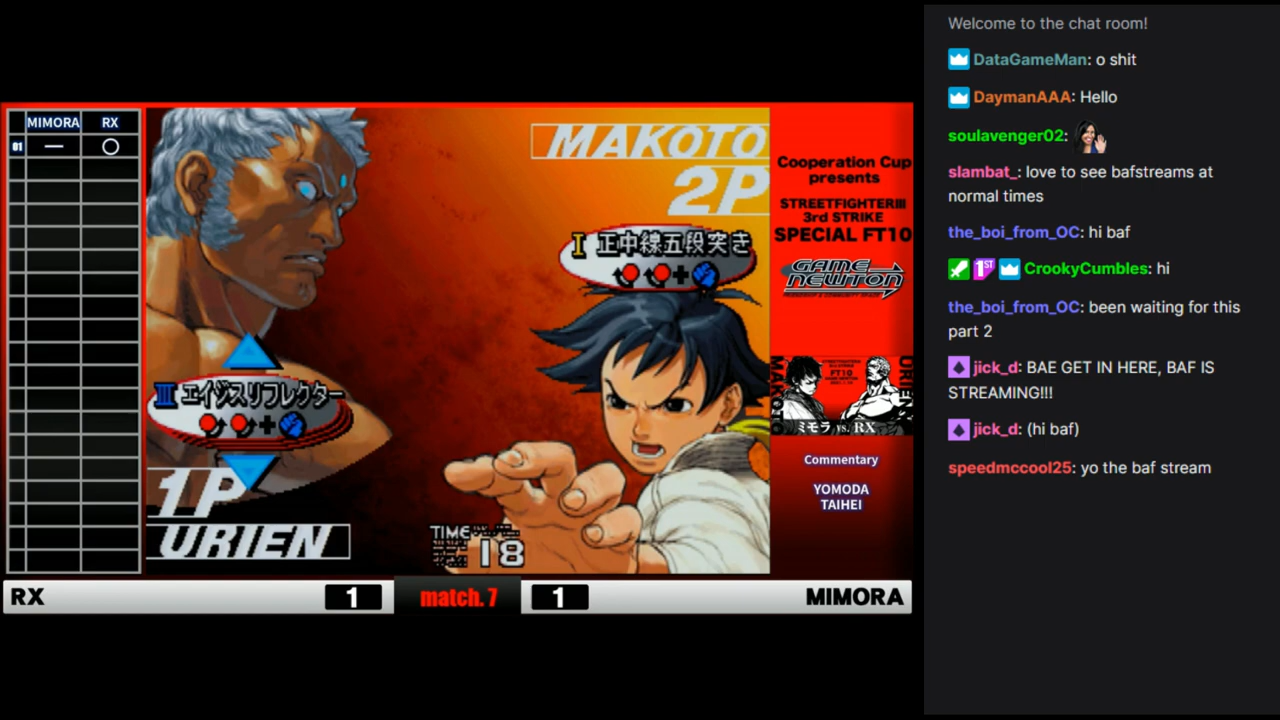 MIMORA RX
01 — ○
MAKOTO
2P
I 正中線五段突き
III エイジスリフレクター
1P
URIEN
TIME
18
Cooperation Cup
presents
STREETFIGHTERIII
3rd STRIKE
SPECIAL FT10
GAME
NEWTON
MAKOTO
FT10
URIEN
ミモラ vs. RX
Commentary
YOMODA
TAIHEI
RX 1 match.7 1 MIMORA
Welcome to the chat room!
DataGameMan: o shit
DaymanAAA: Hello
soulavenger02:
slambat_: love to see bafstreams at
normal times
the_boi_from_OC: hi baf
1ST CrookyCumbles: hi
the_boi_from_OC: been waiting for this
part 2
jick_d: BAE GET IN HERE, BAF IS
STREAMING!!!
jick_d: (hi baf)
speedmccool25: yo the baf stream